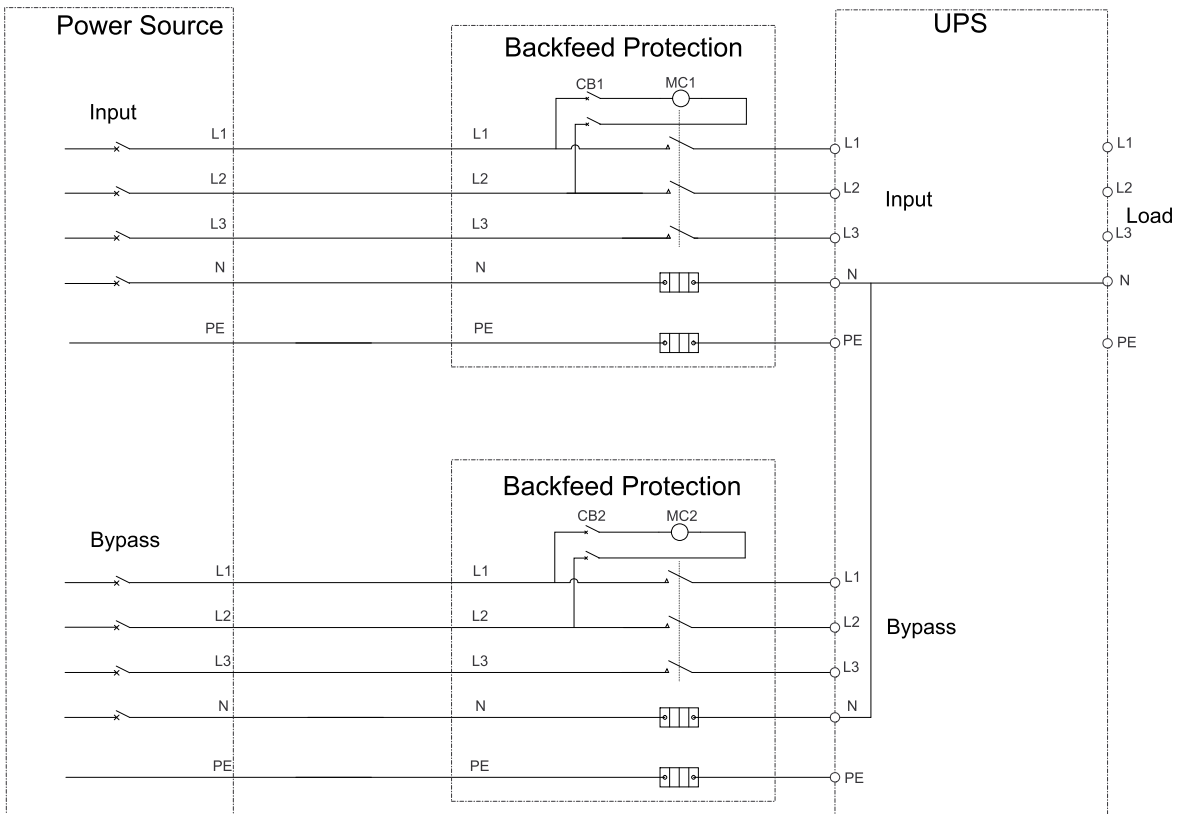 Power Source
Backfeed Protection
UPS
CB1 MC1
Input
L1 L1 L1 L1
L2 L2 L2 L2
Input
Load
L3 L3 L3 L3
N N N N
PE PE PE PE
Backfeed Protection
CB2 MC2
Bypass
L1 L1 L1
L2 L2 L2
Bypass
L3 L3 L3
N N N
PE PE PE